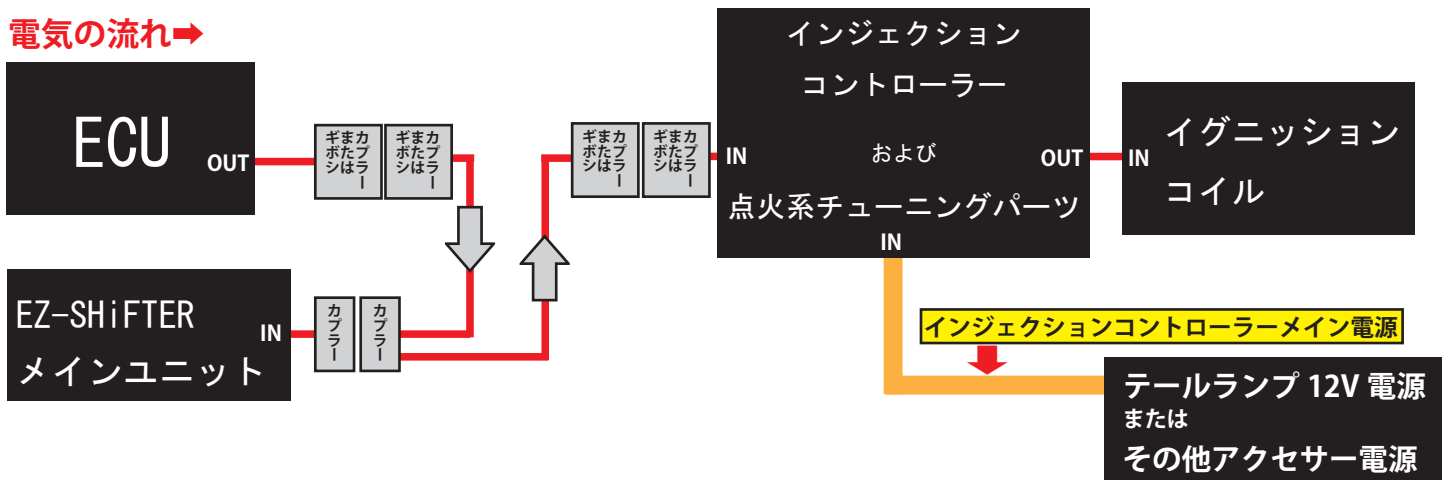 電気の流れ➡
ECU
OUT
カプラー
または
ギボシ
カプラー
または
ギボシ
EZ-SHiFTER
メインユニット
IN
カプラー
カプラー
カプラー
または
ギボシ
カプラー
または
ギボシ
インジェクション
コントローラー
IN
および
OUT
点火系チューニングパーツ
IN
IN
イグニッション
コイル
インジェクションコントローラーメイン電源
テールランプ 12V 電源
または
その他アクセサー電源